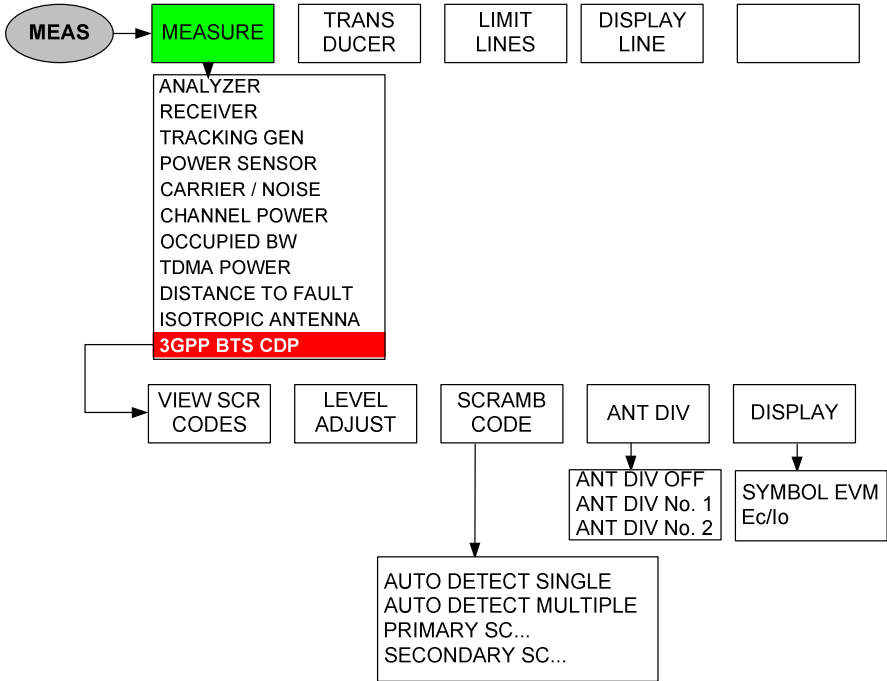 MEAS
MEASURE
TRANS
DUCER
LIMIT
LINES
DISPLAY
LINE
ANALYZER
RECEIVER
TRACKING GEN
POWER SENSOR
CARRIER / NOISE
CHANNEL POWER
OCCUPIED BW
TDMA POWER
DISTANCE TO FAULT
ISOTROPIC ANTENNA
3GPP BTS CDP
VIEW SCR
CODES
LEVEL
ADJUST
SCRAMB
CODE
ANT DIV
DISPLAY
ANT DIV OFF
ANT DIV No. 1
ANT DIV No. 2
SYMBOL EVM
Ec/Io
AUTO DETECT SINGLE
AUTO DETECT MULTIPLE
PRIMARY SC...
SECONDARY SC...